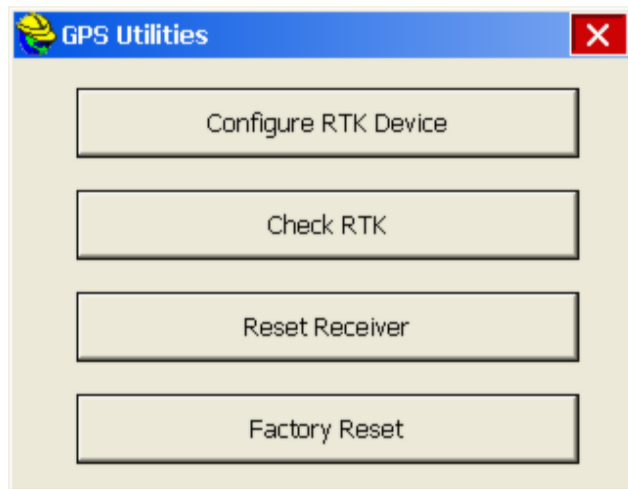 GPS Utilities
Configure RTK Device
Check RTK
Reset Receiver
Factory Reset